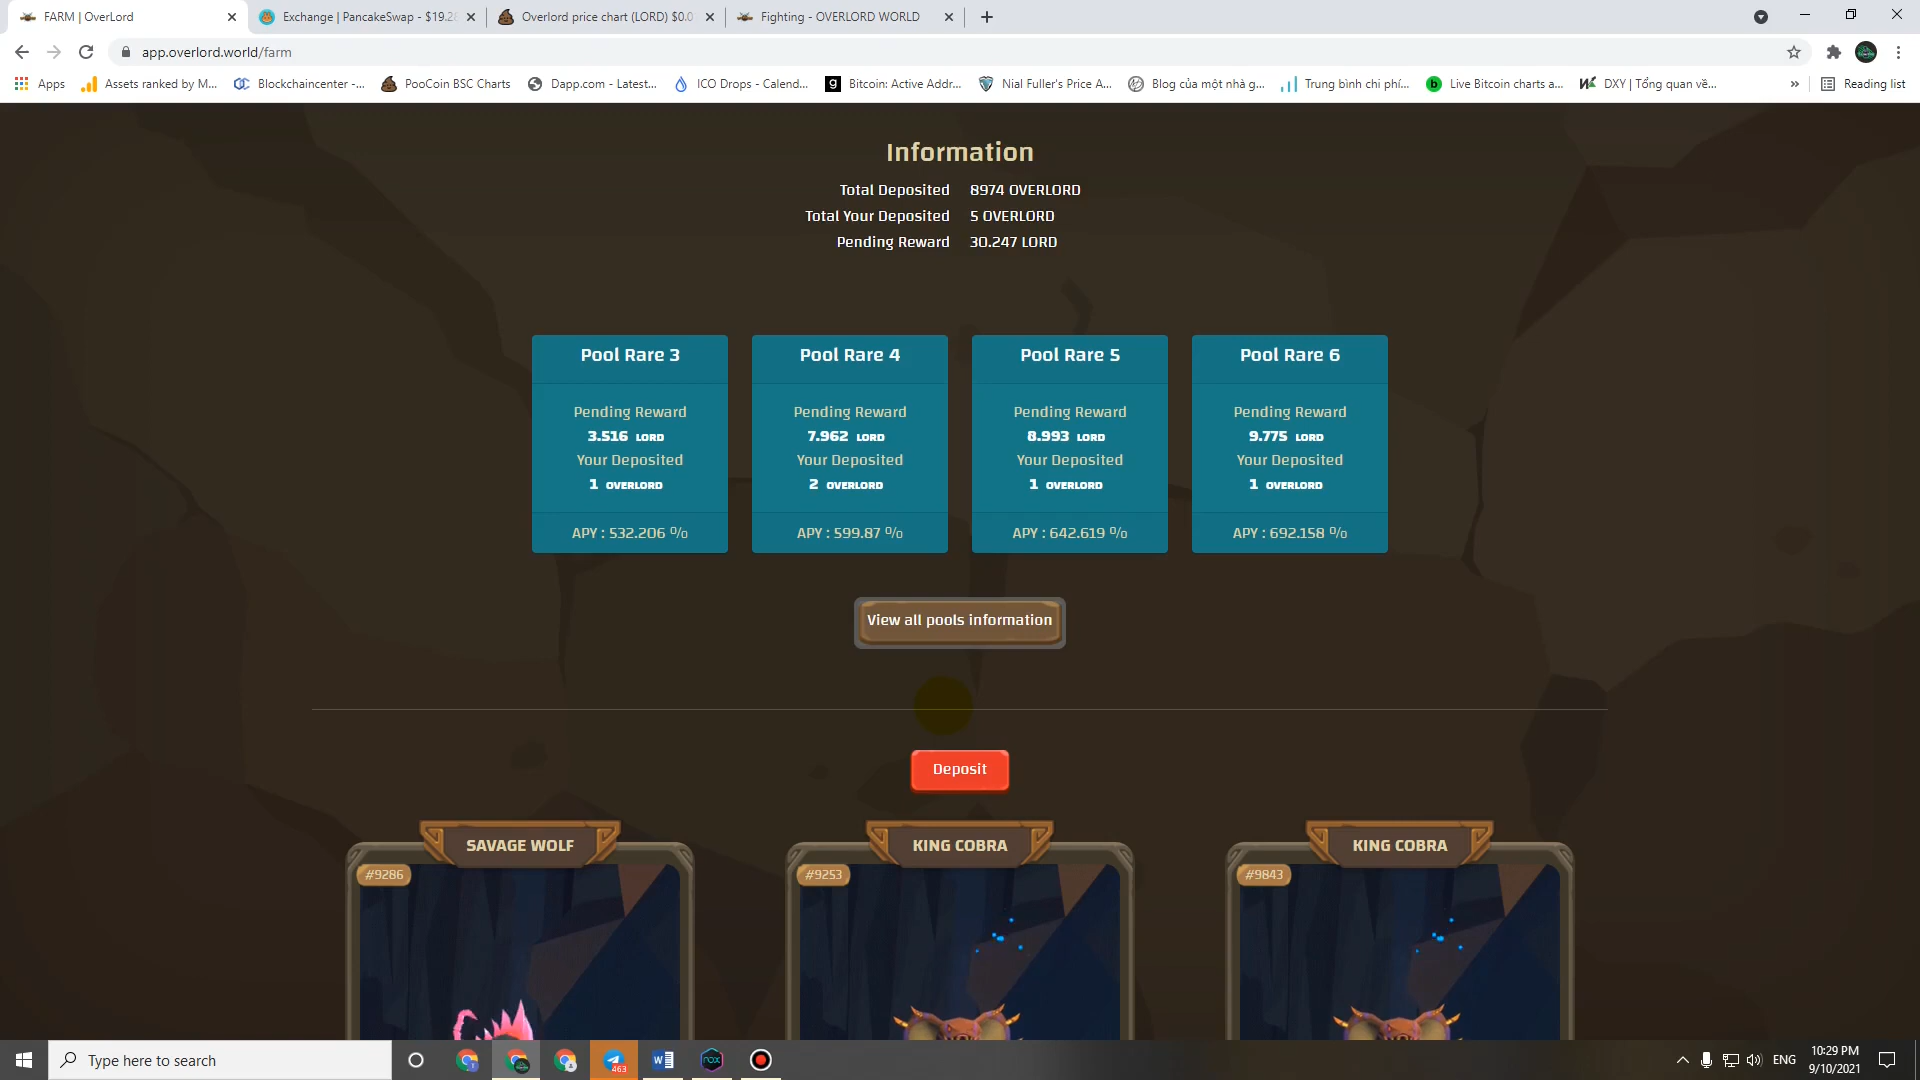 FARM | OverLord
Exchange | PancakeSwap - $19.28
Overlord price chart (LORD) $0.0
Fighting - OVERLORD WORLD
app.overlord.world/farm
Apps
Assets ranked by M...
Blockchaincenter -...
PooCoin BSC Charts
Dapp.com - Latest...
ICO Drops - Calend...
Bitcoin: Active Addr...
Nial Fuller's Price A...
Blog của một nhà g...
Trung bình chi phí...
Live Bitcoin charts a...
DXY | Tổng quan về...
»
Reading list
Information
Total Deposited 8974 OVERLORD
Total Your Deposited 5 OVERLORD
Pending Reward 30.247 LORD
Pool Rare 3
Pending Reward
3.516 LORD
Your Deposited
1 OVERLORD
APY : 532.206 %
Pool Rare 4
Pending Reward
7.962 LORD
Your Deposited
2 OVERLORD
APY : 599.87 %
Pool Rare 5
Pending Reward
8.993 LORD
Your Deposited
1 OVERLORD
APY : 642.619 %
Pool Rare 6
Pending Reward
9.775 LORD
Your Deposited
1 OVERLORD
APY : 692.158 %
View all pools information
Deposit
SAVAGE WOLF
#9286
KING COBRA
#9253
KING COBRA
#9843
Type here to search
463
nox
ENG
10:29 PM
9/10/2021